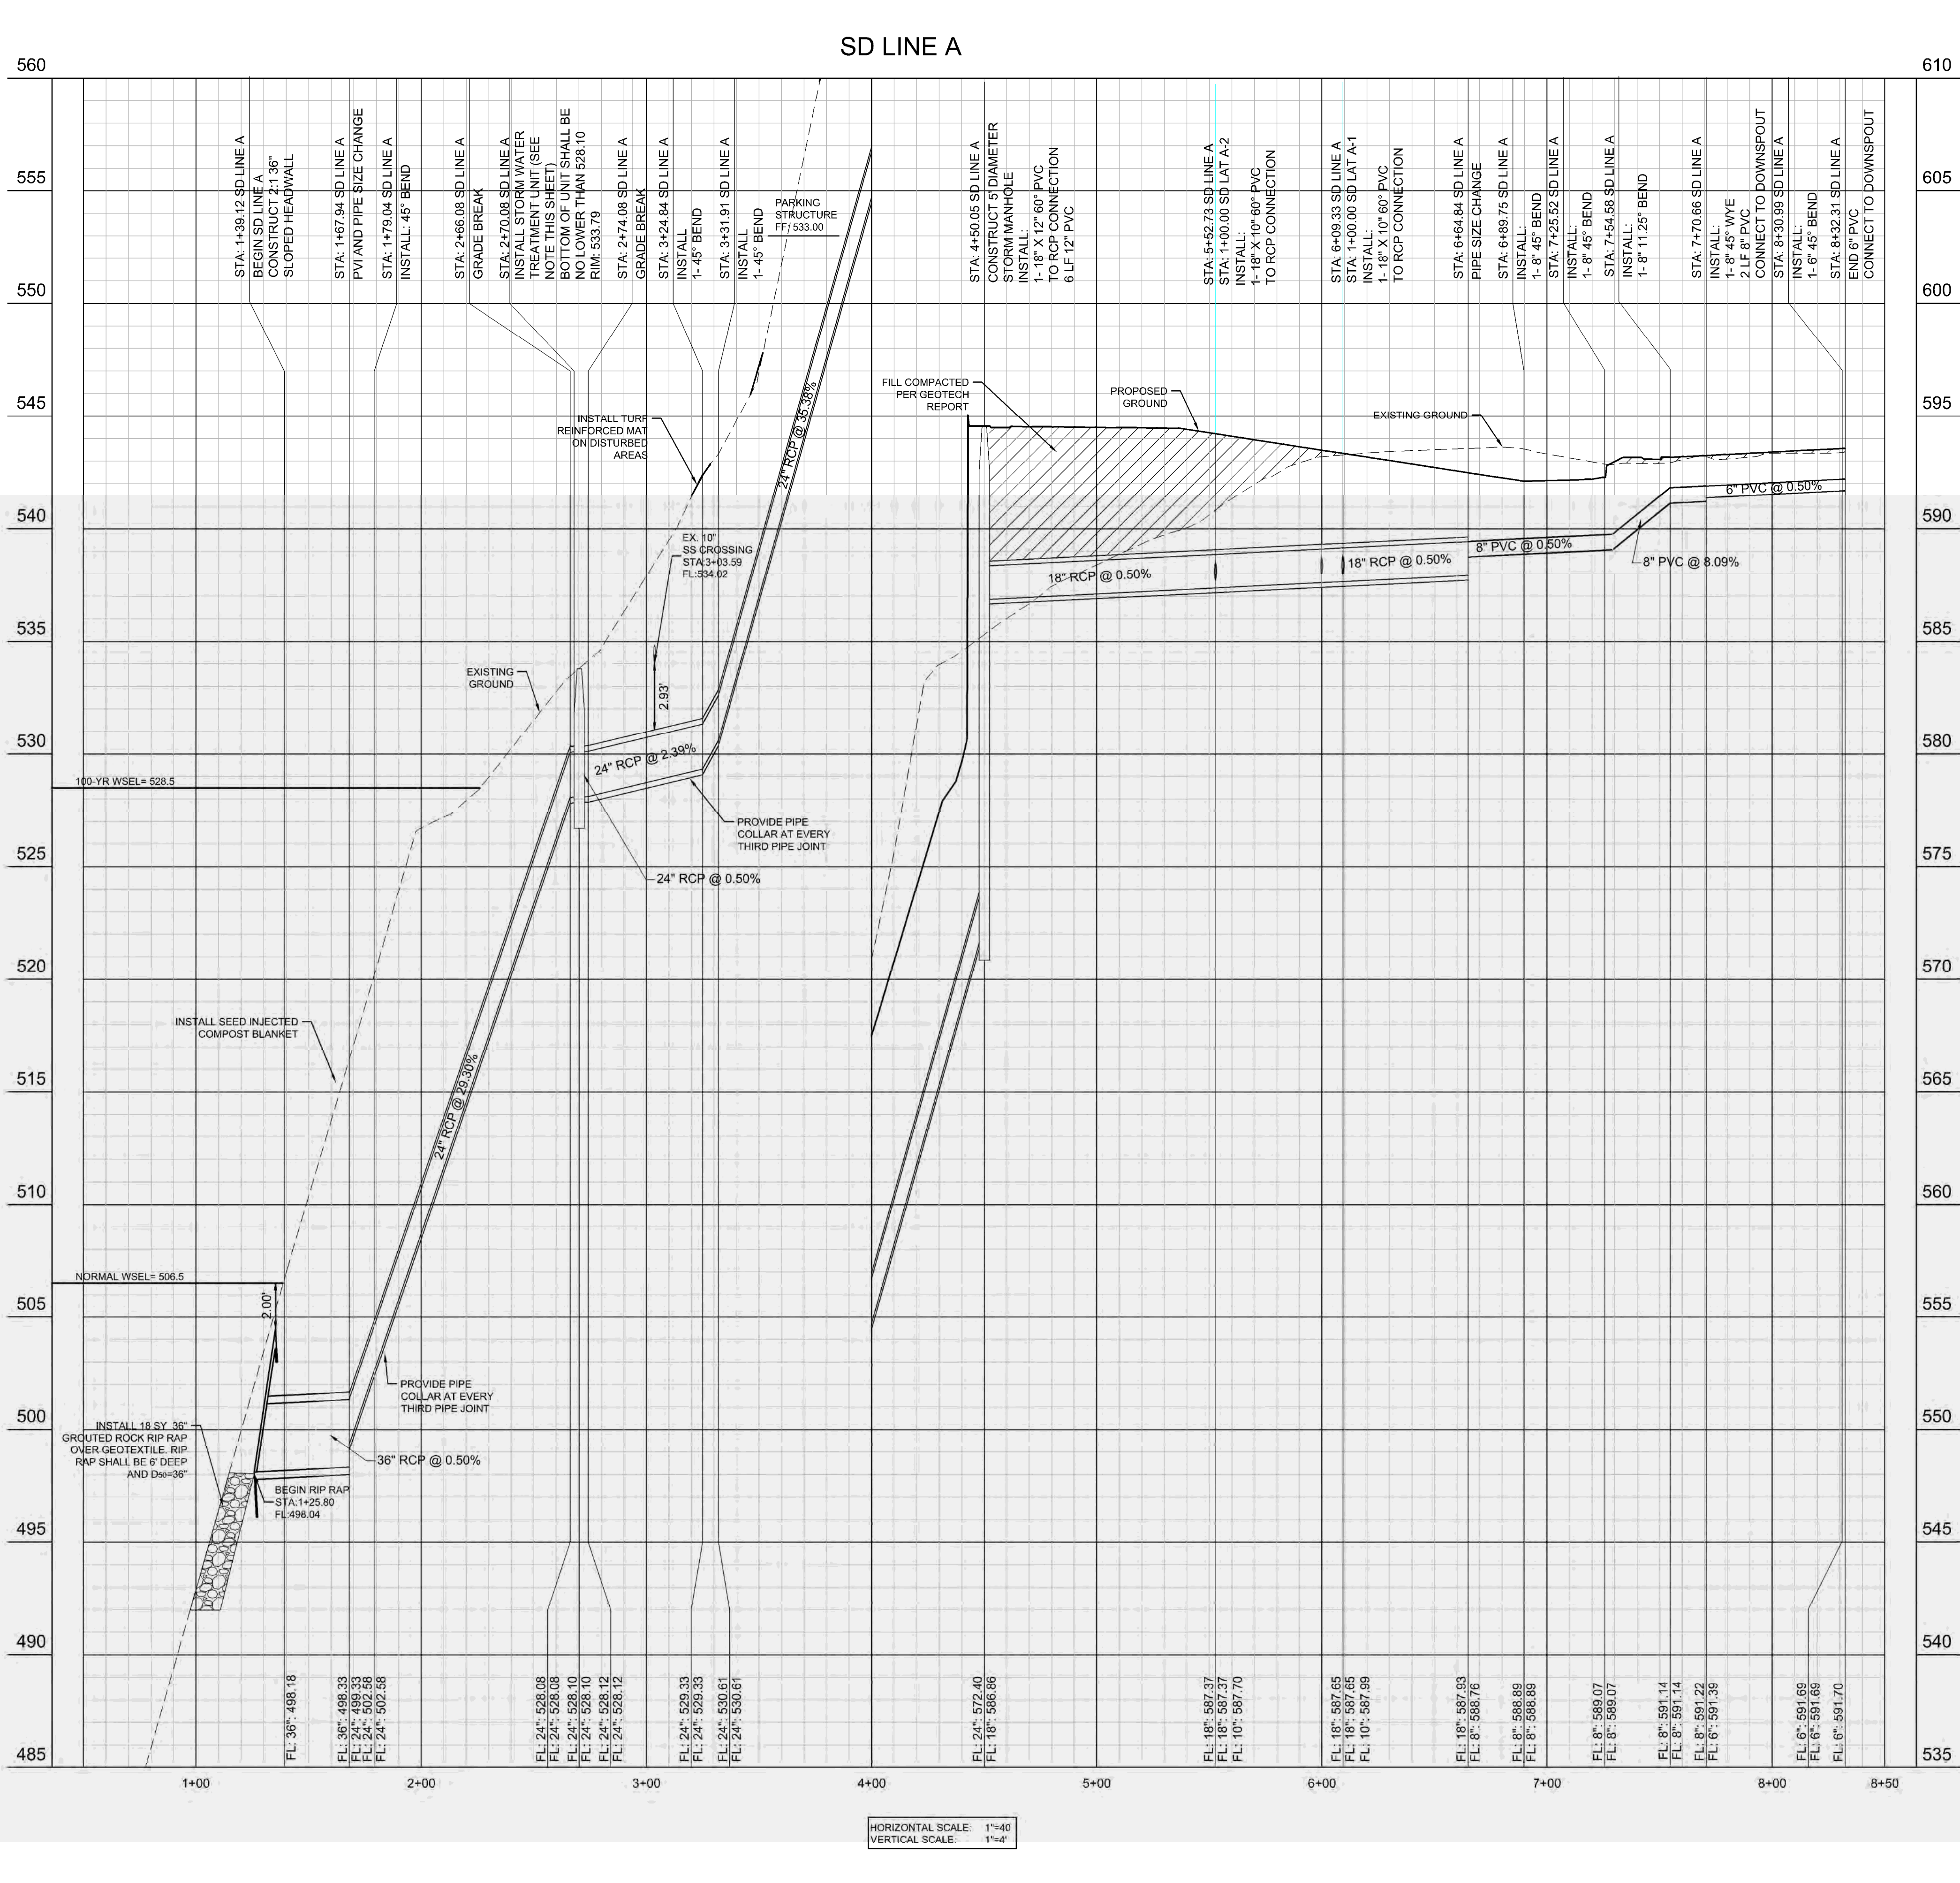 SD LINE A
560
555
550
545
540
535
530
525
520
515
510
505
500
495
490
485
610
605
600
595
590
585
580
575
570
565
560
555
550
545
540
535
STA: 1+39.12 SD LINE A
BEGIN SD LINE A
CONSTRUCT 2:1 36"
SLOPED HEADWALL
STA: 1+67.94 SD LINE A
PVI AND PIPE SIZE CHANGE
STA: 1+79.04 SD LINE A
INSTALL: 45° BEND
STA: 2+66.08 SD LINE A
GRADE BREAK
STA: 2+70.08 SD LINE A
INSTALL STORM WATER
TREATMENT UNIT (SEE
NOTE THIS SHEET)
BOTTOM OF UNIT SHALL BE
NO LOWER THAN 528.10
RIM: 533.79
STA: 2+74.08 SD LINE A
GRADE BREAK
STA: 3+24.84 SD LINE A
INSTALL
1- 45° BEND
STA: 3+31.91 SD LINE A
INSTALL
1- 45° BEND
PARKING
STRUCTURE
FF: 533.00
STA: 4+50.05 SD LINE A
CONSTRUCT 5' DIAMETER
STORM MANHOLE
INSTALL:
1- 18" X 12" 60° PVC
TO RCP CONNECTION
6 LF 12" PVC
STA: 5+52.73 SD LINE A
STA: 1+00.00 SD LAT A-2
INSTALL:
1- 18" X 10" 60° PVC
TO RCP CONNECTION
STA: 6+09.33 SD LINE A
STA: 1+00.00 SD LAT A-1
INSTALL:
1- 18" X 10" 60° PVC
TO RCP CONNECTION
STA: 6+64.84 SD LINE A
PIPE SIZE CHANGE
STA: 6+89.75 SD LINE A
INSTALL:
1- 8" 45° BEND
STA: 7+25.52 SD LINE A
INSTALL:
1- 8" 45° BEND
STA: 7+54.58 SD LINE A
INSTALL:
1- 8" 11.25° BEND
STA: 7+70.66 SD LINE A
INSTALL:
1- 8" 45° WYE
2 LF 8" PVC
CONNECT TO DOWNSPOUT
STA: 8+30.99 SD LINE A
INSTALL:
1- 6" 45° BEND
STA: 8+32.31 SD LINE A
END 6" PVC
CONNECT TO DOWNSPOUT
INSTALL TURF
REINFORCED MAT
ON DISTURBED
AREAS
24" RCP @ 35.38%
FILL COMPACTED
PER GEOTECH
REPORT
PROPOSED
GROUND
EXISTING GROUND
6" PVC @ 0.50%
8" PVC @ 0.50%
8" PVC @ 8.09%
18" RCP @ 0.50%
18" RCP @ 0.50%
EX. 10"
SS CROSSING
STA:3+03.59
FL:534.02
2.93'
EXISTING
GROUND
24" RCP @ 2.39%
100-YR WSEL= 528.5
PROVIDE PIPE
COLLAR AT EVERY
THIRD PIPE JOINT
24" RCP @ 0.50%
INSTALL SEED INJECTED
COMPOST BLANKET
24" RCP @ 29.30%
NORMAL WSEL= 506.5
2.00'
PROVIDE PIPE
COLLAR AT EVERY
THIRD PIPE JOINT
INSTALL 18 SY 36"
GROUTED ROCK RIP RAP
OVER GEOTEXTILE. RIP
RAP SHALL BE 6' DEEP
AND D50=36"
36" RCP @ 0.50%
BEGIN RIP RAP
STA:1+25.80
FL:498.04
FL: 36": 498.18
FL: 36": 498.33
FL: 24": 499.33
FL: 24": 502.58
FL: 24": 502.58
FL: 24": 528.08
FL: 24": 528.08
FL: 24": 528.10
FL: 24": 528.10
FL: 24": 528.12
FL: 24": 528.12
FL: 24": 529.33
FL: 24": 529.33
FL: 24": 530.61
FL: 24": 530.61
FL: 24": 572.40
FL: 18": 586.86
FL: 18": 587.37
FL: 18": 587.37
FL: 10": 587.70
FL: 18": 587.65
FL: 18": 587.65
FL: 10": 587.99
FL: 18": 587.93
FL: 8": 588.76
FL: 8": 588.89
FL: 8": 588.89
FL: 8": 589.07
FL: 8": 589.07
FL: 8": 591.14
FL: 8": 591.14
FL: 8": 591.22
FL: 6": 591.39
FL: 6": 591.69
FL: 6": 591.69
FL: 6": 591.70
1+00
2+00
3+00
4+00
5+00
6+00
7+00
8+00
8+50
HORIZONTAL SCALE: 1"=40
VERTICAL SCALE: 1"=4'